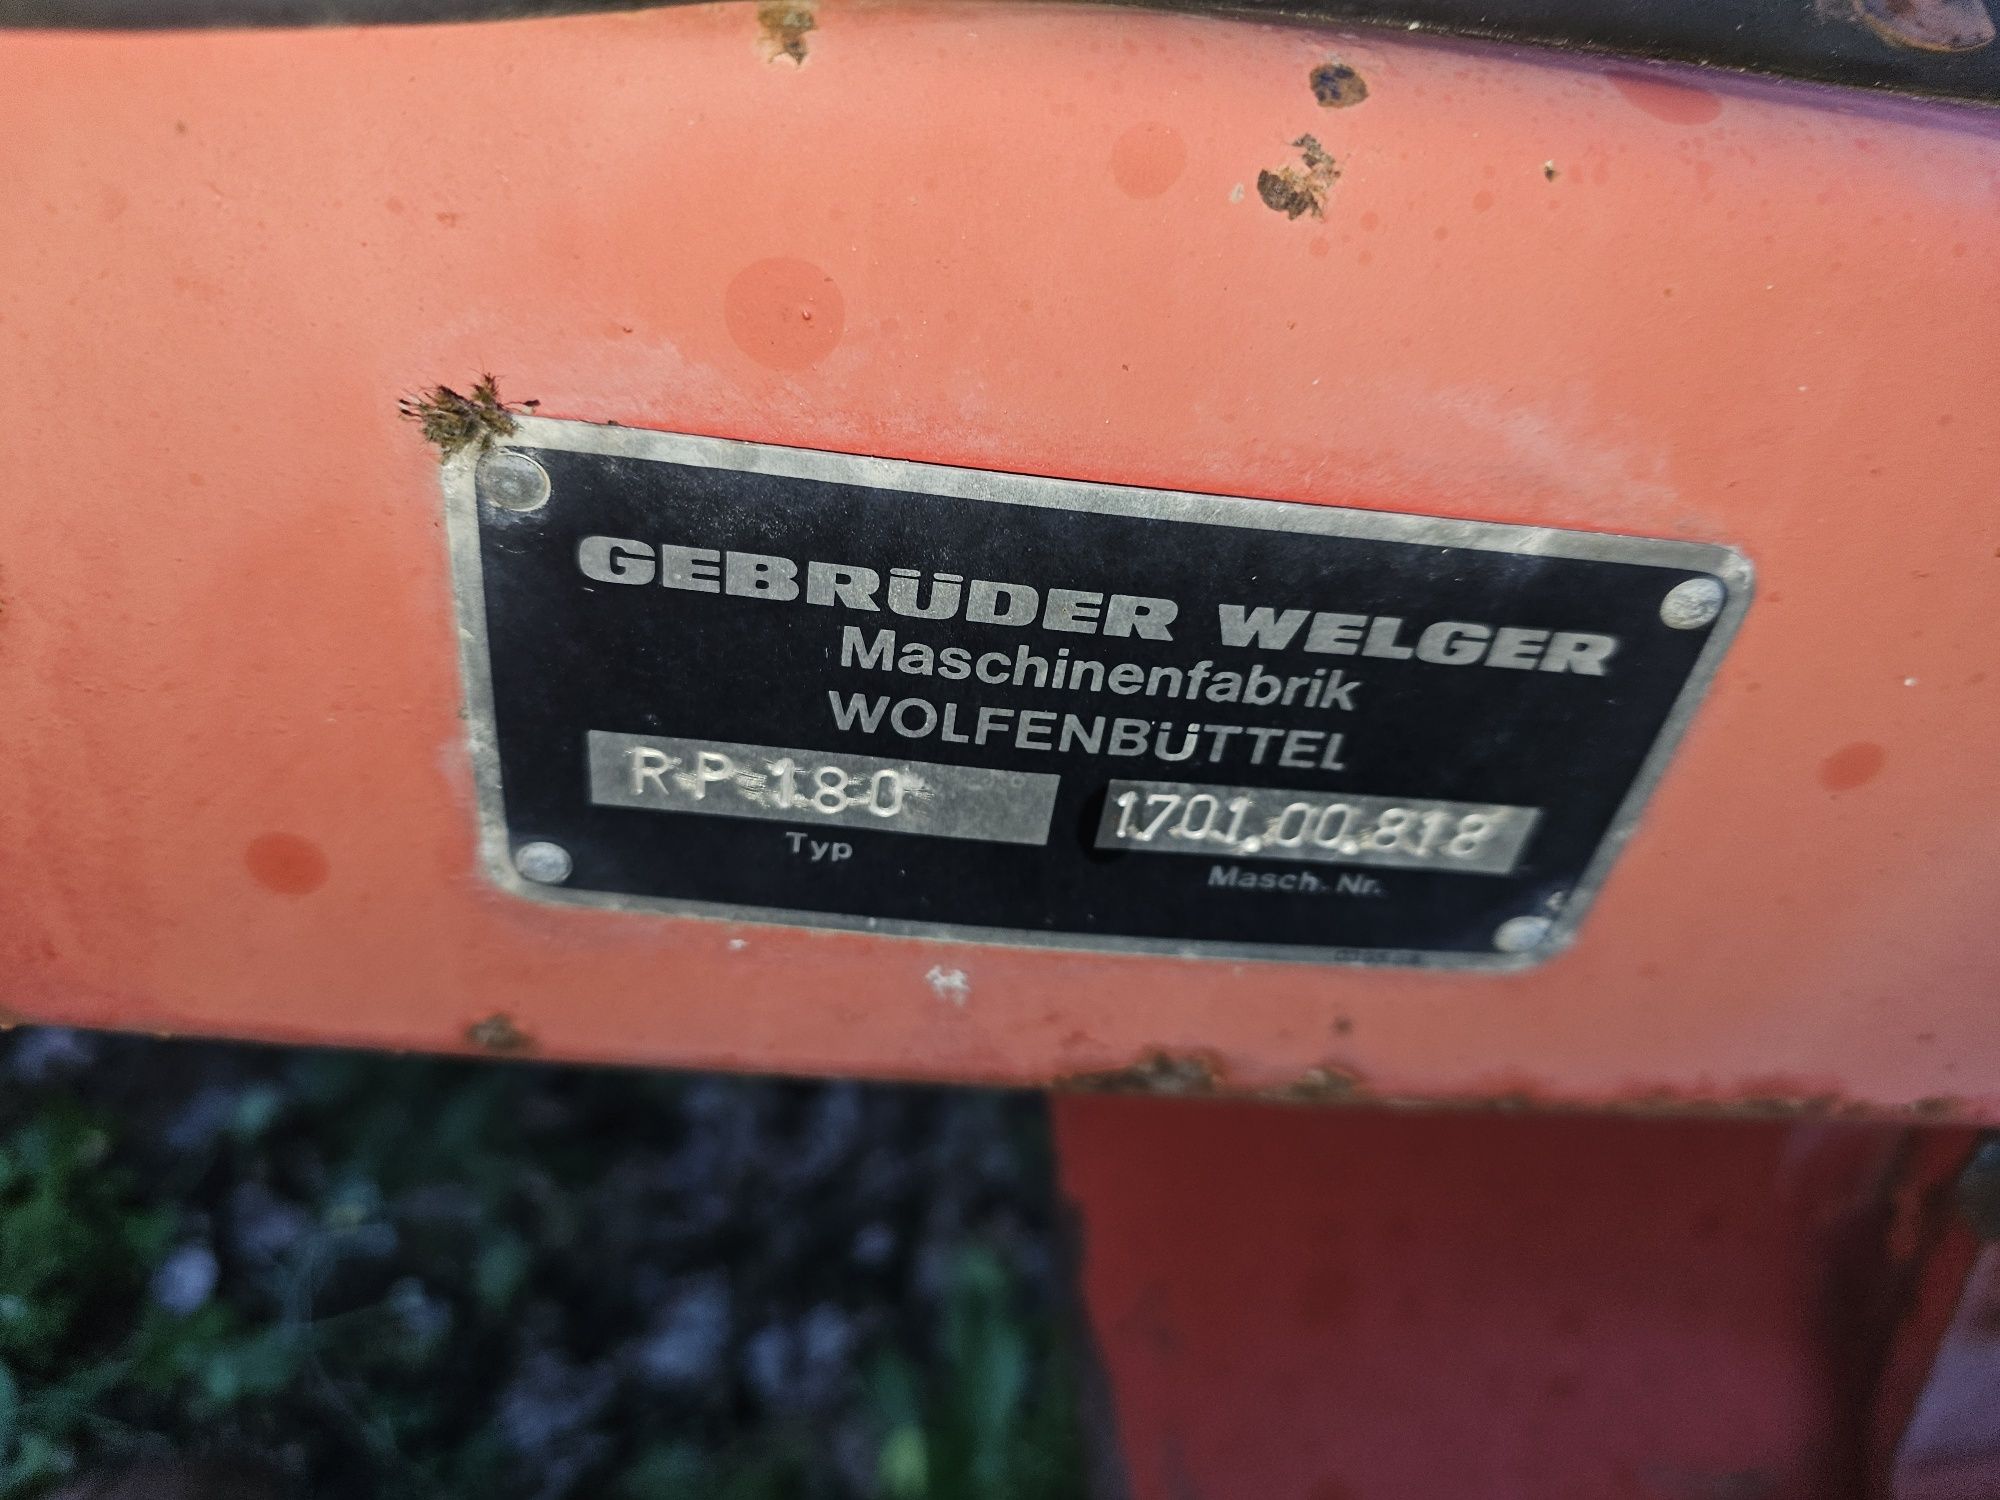 GEBRÜDER WELGER
Maschinenfabrik
WOLFENBÜTTEL
RP 180 1701.00.818
Typ Masch. Nr.